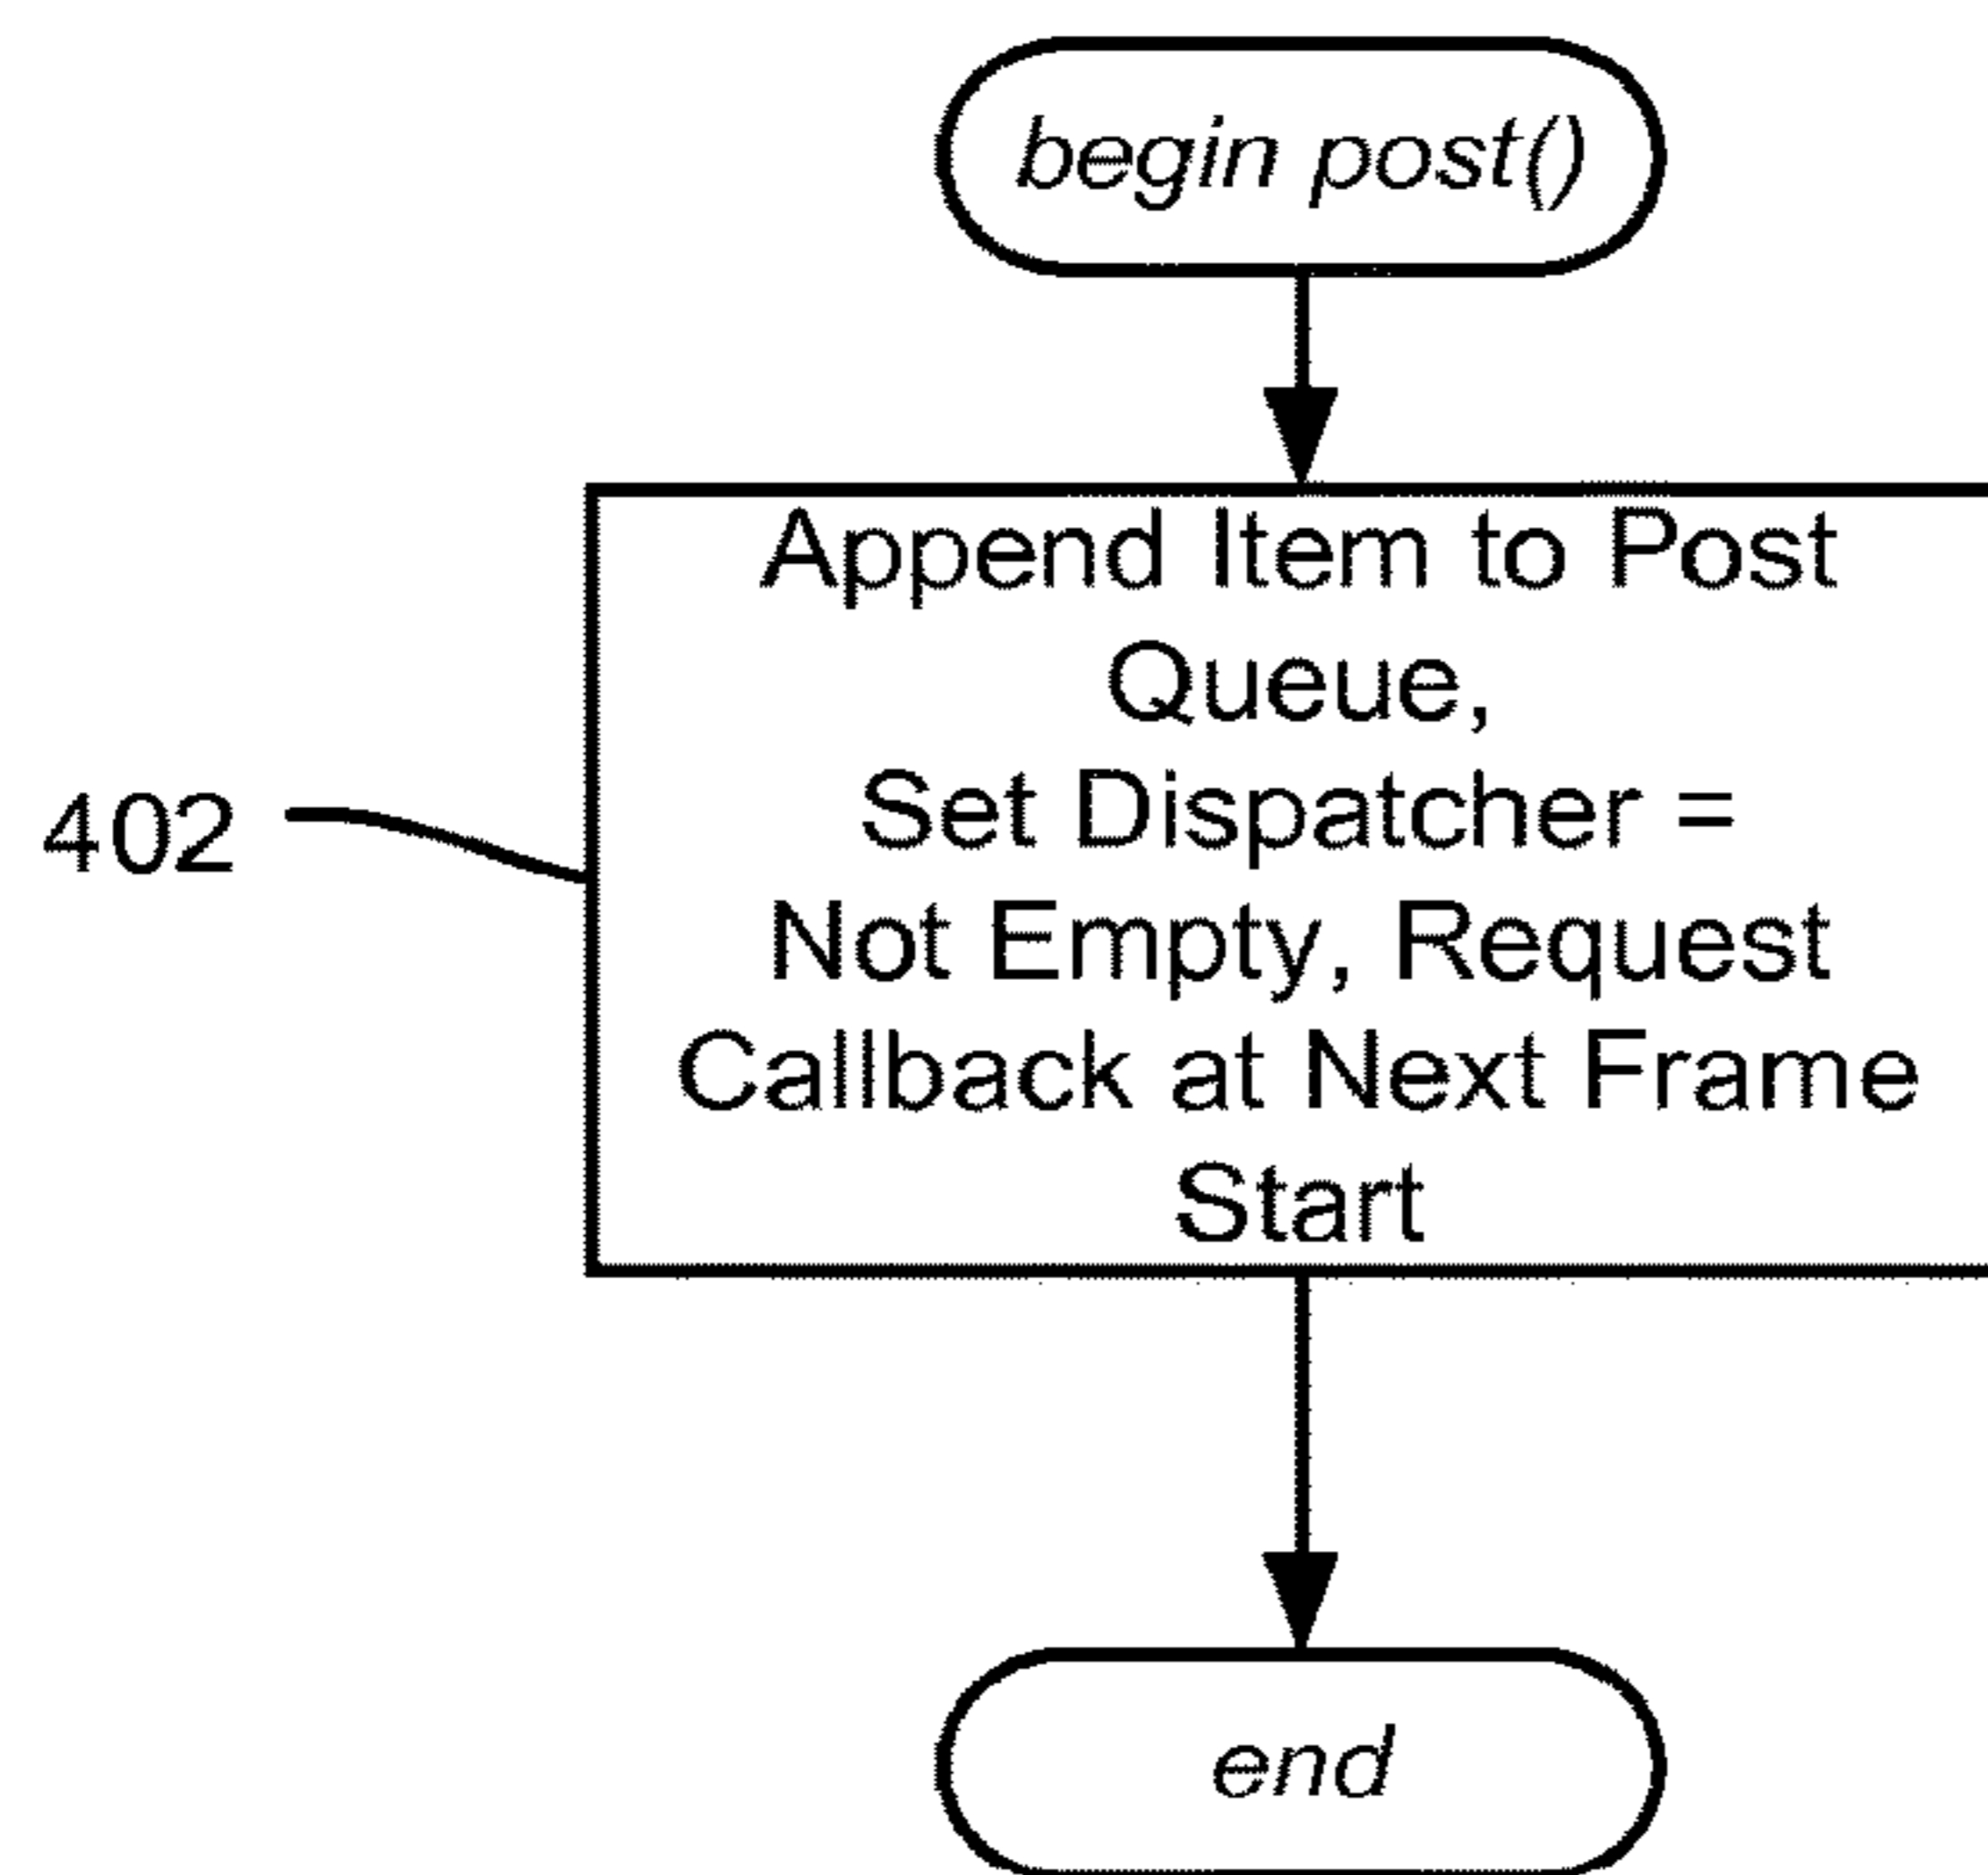 begin post()
Append Item to Post
Queue,
Set Dispatcher =
Not Empty, Request
Callback at Next Frame
Start
402
end